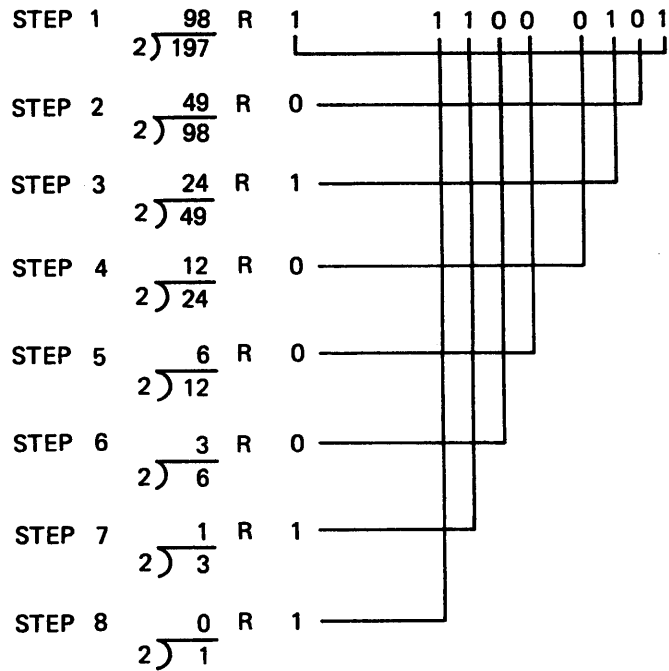 STEP 1 98 R 1 1 1 0 0 0 1 0 1
2) 197
STEP 2 49 R 0
2) 98
STEP 3 24 R 1
2) 49
STEP 4 12 R 0
2) 24
STEP 5 6 R 0
2) 12
STEP 6 3 R 0
2) 6
STEP 7 1 R 1
2) 3
STEP 8 0 R 1
2) 1